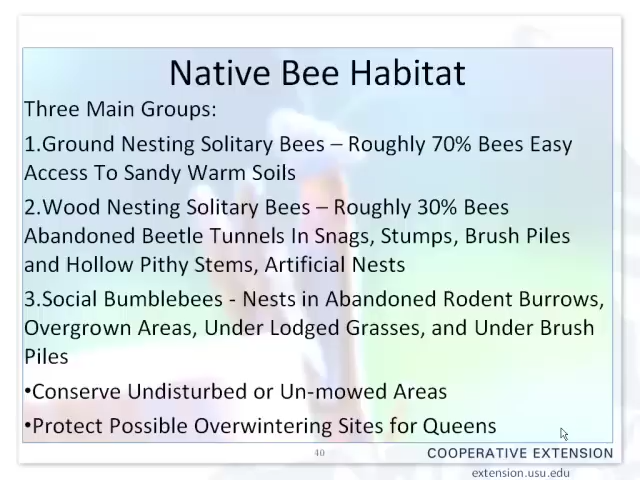 Native Bee Habitat
Three Main Groups:
1.Ground Nesting Solitary Bees – Roughly 70% Bees Easy
Access To Sandy Warm Soils
2.Wood Nesting Solitary Bees – Roughly 30% Bees
Abandoned Beetle Tunnels In Snags, Stumps, Brush Piles
and Hollow Pithy Stems, Artificial Nests
3.Social Bumblebees - Nests in Abandoned Rodent Burrows,
Overgrown Areas, Under Lodged Grasses, and Under Brush
Piles
•Conserve Undisturbed or Un-mowed Areas
•Protect Possible Overwintering Sites for Queens
40
COOPERATIVE EXTENSION
extension.usu.edu